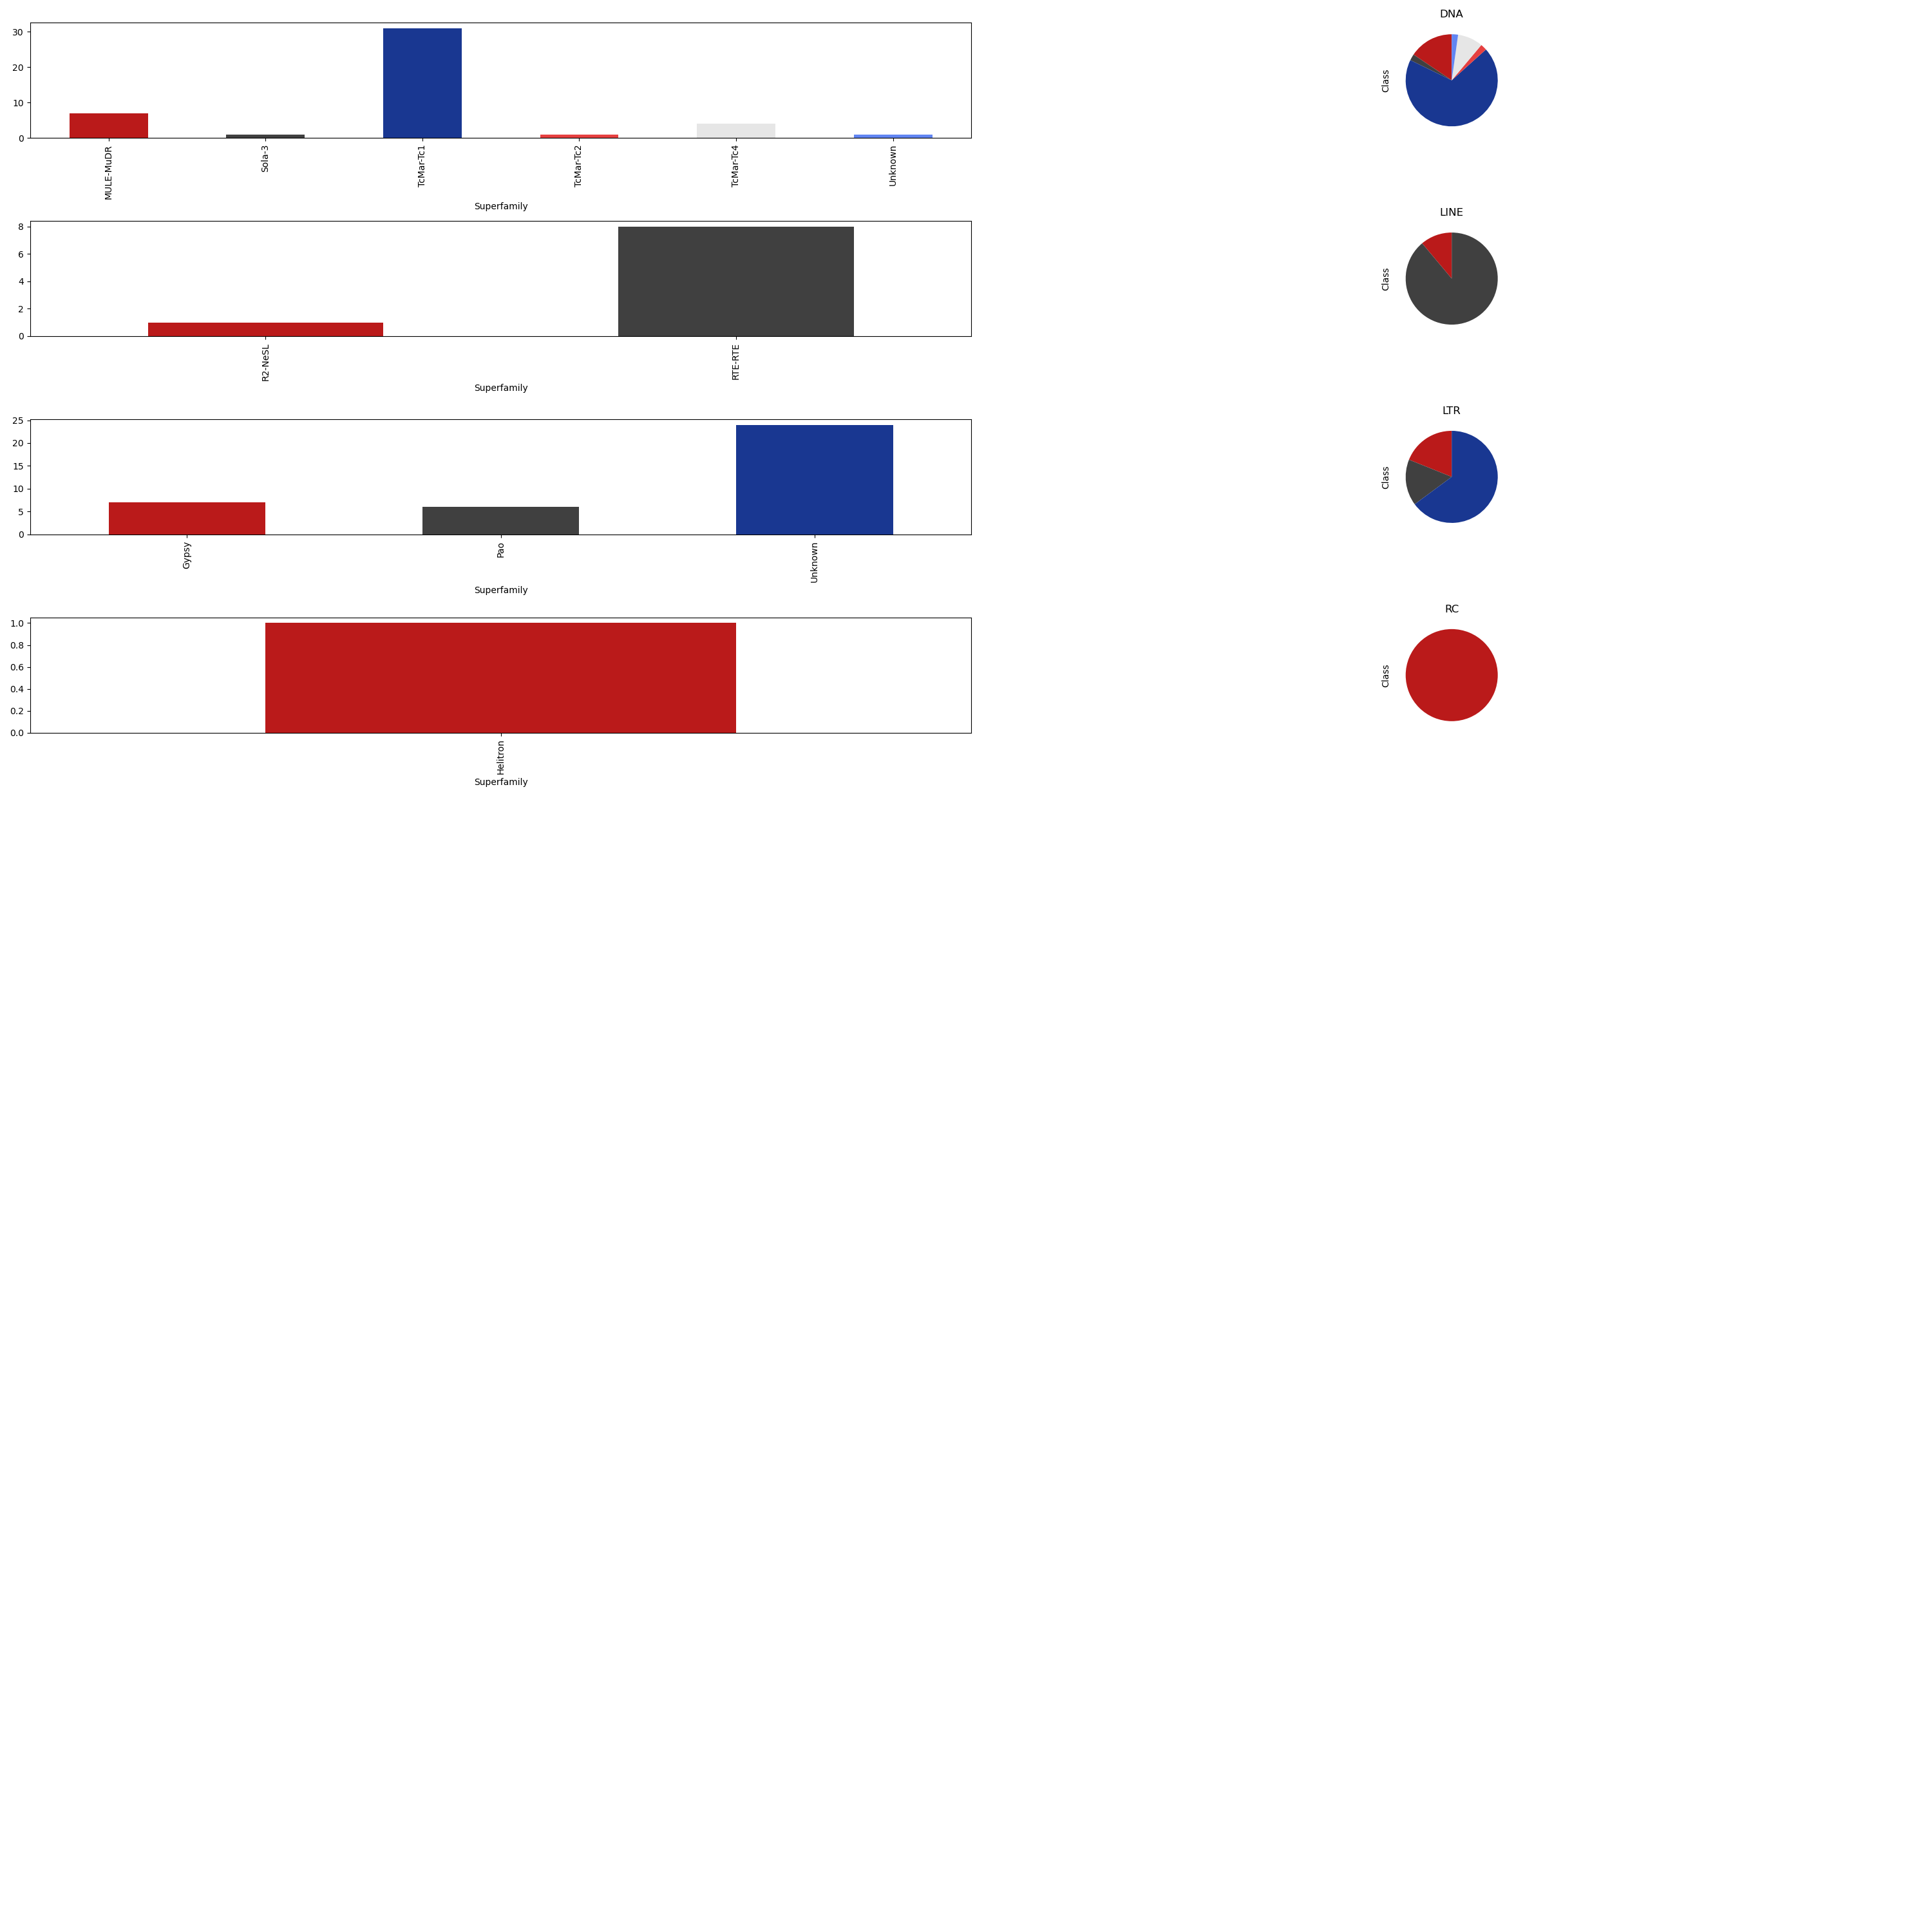 DNA
30
20
10
0
Class
MULE-MuDR
Sola-3
TcMar-Tc1
TcMar-Tc2
TcMar-Tc4
Unknown
Superfamily
LINE
8
6
4
2
0
Class
R2-NeSL
RTE-RTE
Superfamily
LTR
25
20
15
10
5
0
Class
Gypsy
Pao
Unknown
Superfamily
RC
1.0
0.8
0.6
0.4
0.2
0.0
Class
Helitron
Superfamily